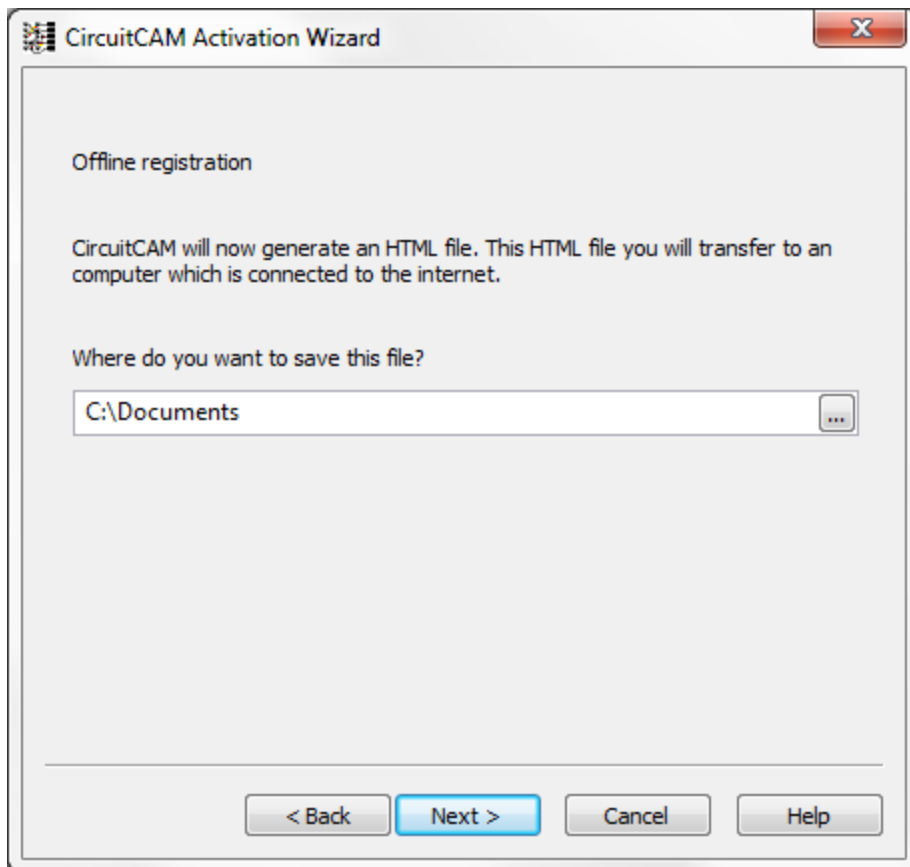 CircuitCAM Activation Wizard
x
Offline registration
CircuitCAM will now generate an HTML file. This HTML file you will transfer to an
computer which is connected to the internet.
Where do you want to save this file?
C:\Documents
...
< Back Next > Cancel Help